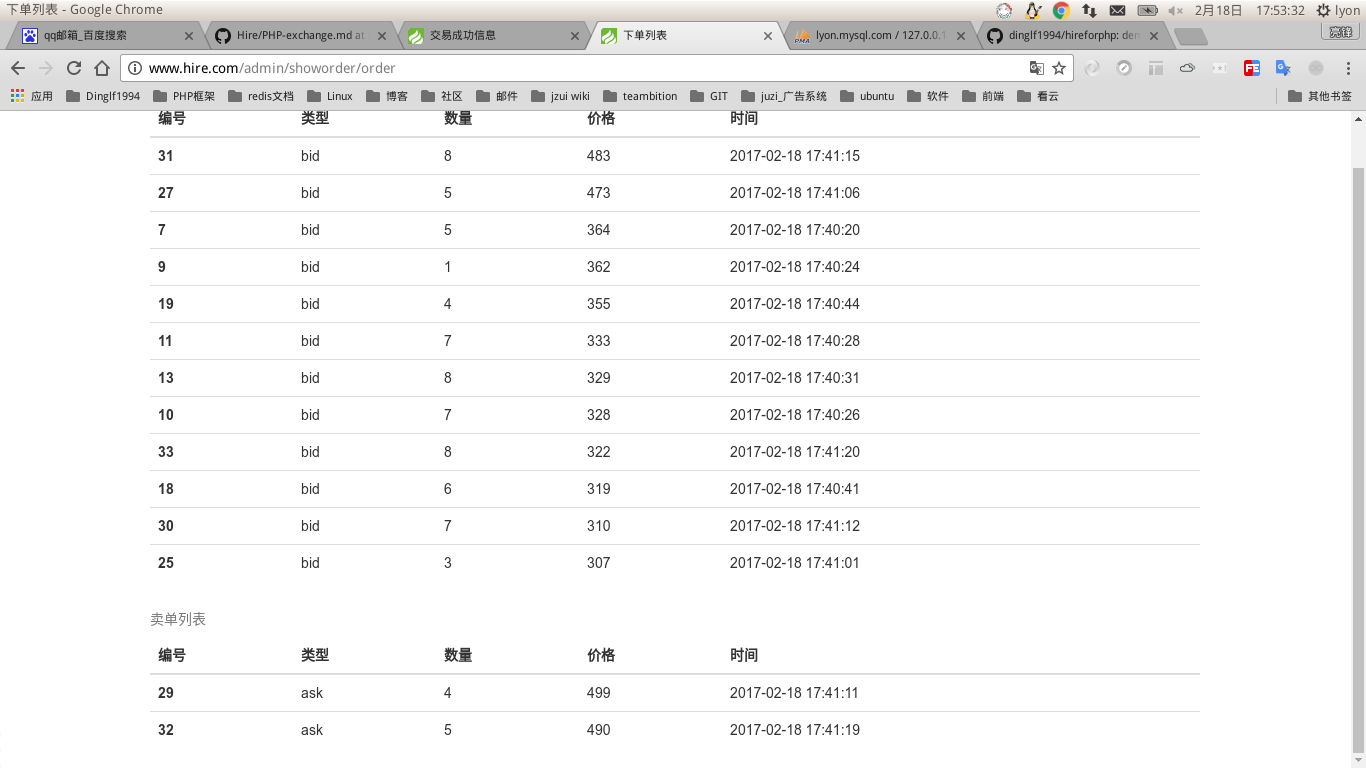 下单列表 - Google Chrome
2月18日 17:53:32 lyon
qq邮箱_百度搜索
Hire/PHP-exchange.md at
交易成功信息
下单列表
lyon.mysql.com / 127.0.0.1
dinglf1994/hireforphp: dem
亮锋
www.hire.com/admin/showorder/order
应用 Dinglf1994 PHP框架 redis文档 Linux 博客 社区 邮件 jzui wiki teambition GIT juzi_广告系统 ubuntu 软件 前端 看云 其他书签
编号 类型 数量 价格 时间
31 bid 8 483 2017-02-18 17:41:15
27 bid 5 473 2017-02-18 17:41:06
7 bid 5 364 2017-02-18 17:40:20
9 bid 1 362 2017-02-18 17:40:24
19 bid 4 355 2017-02-18 17:40:44
11 bid 7 333 2017-02-18 17:40:28
13 bid 8 329 2017-02-18 17:40:31
10 bid 7 328 2017-02-18 17:40:26
33 bid 8 322 2017-02-18 17:41:20
18 bid 6 319 2017-02-18 17:40:41
30 bid 7 310 2017-02-18 17:41:12
25 bid 3 307 2017-02-18 17:41:01
卖单列表
编号 类型 数量 价格 时间
29 ask 4 499 2017-02-18 17:41:11
32 ask 5 490 2017-02-18 17:41:19